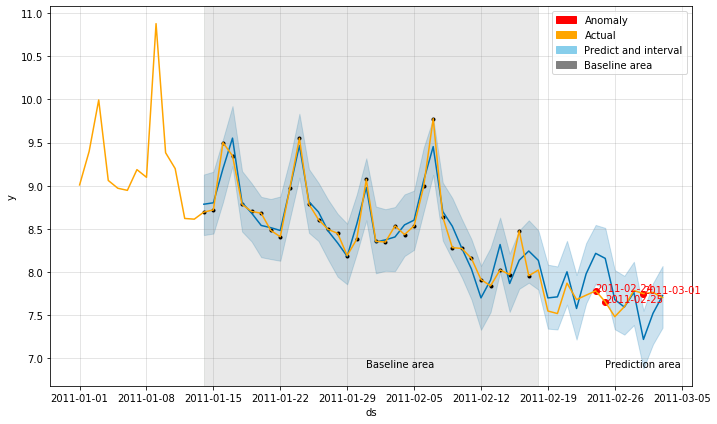 11.0
10.5
10.0
9.5
9.0
8.5
8.0
7.5
7.0
y
Anomaly
Actual
Predict and interval
Baseline area
2011-02-24
2011-03-01
2011-02-25
Baseline area
Prediction area
2011-01-01
2011-01-08
2011-01-15
2011-01-22
2011-01-29
2011-02-05
2011-02-12
2011-02-19
2011-02-26
2011-03-05
ds